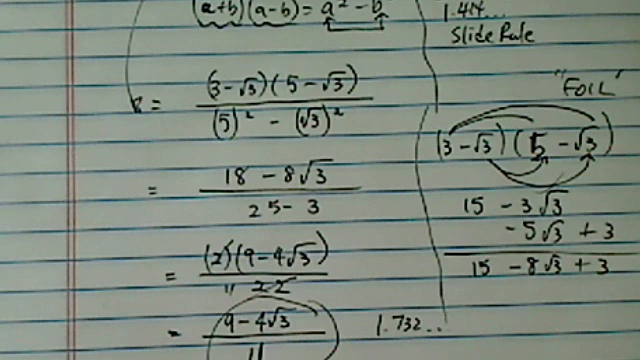 (a+b)(a-b) = a² - b
1.414...
Slide Rule
"FOIL"
(3-√3)(5-√3)
=
(5)² - (√3)²
(3-√3)(5-√3)
15 - 3√3
- 5√3 + 3
15 - 8√3 + 3
= 18 - 8√3
25 - 3
= (2)(9-4√3)
11 22
= 9-4√3
11
1.732...